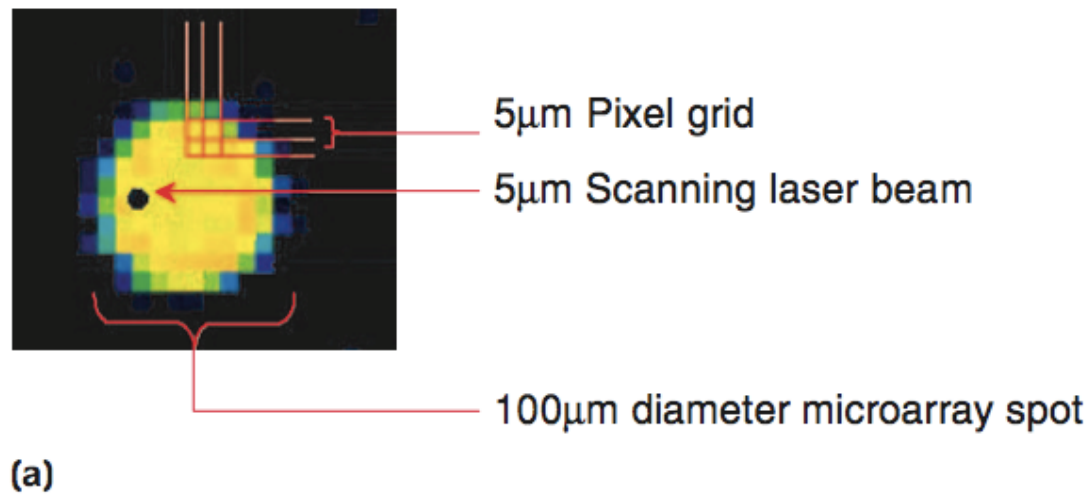 5μm Pixel grid
5μm Scanning laser beam
100μm diameter microarray spot
(a)